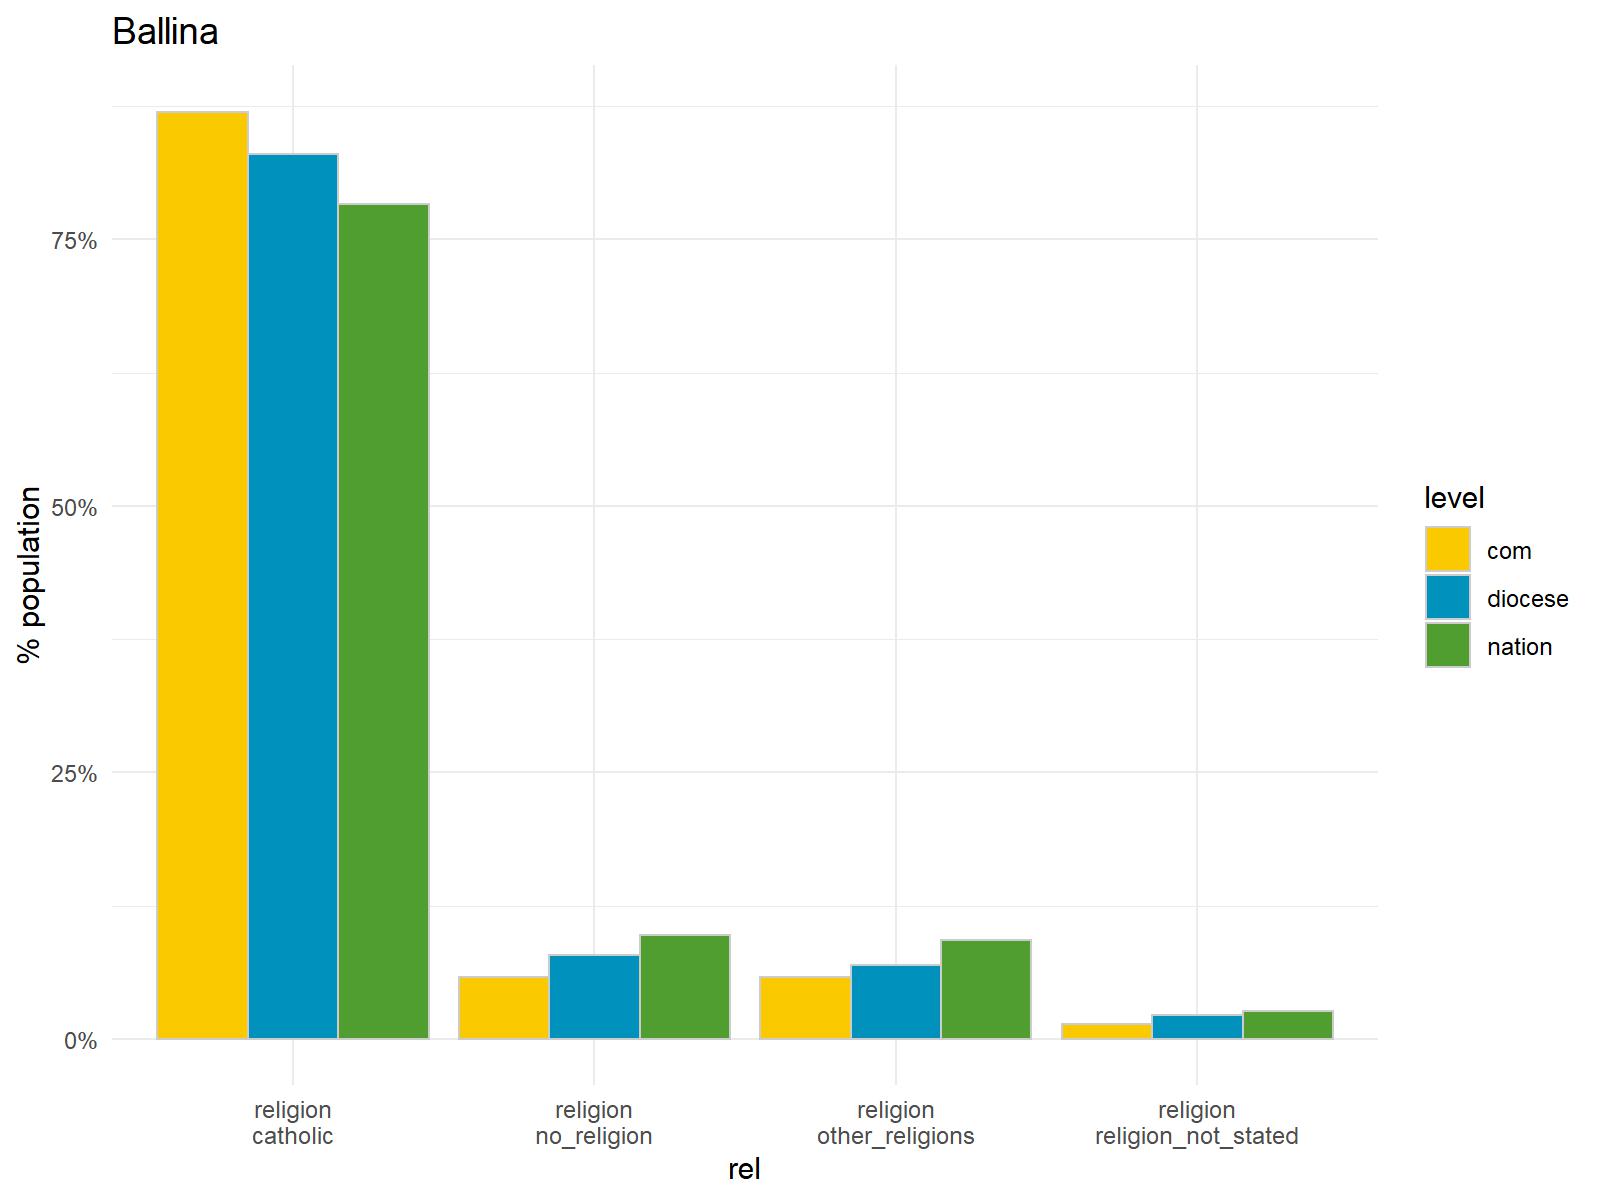 Ballina
% population
75%
50%
25%
0%
religion
catholic
religion
no_religion
religion
other_religions
religion
religion_not_stated
rel
level
com
diocese
nation